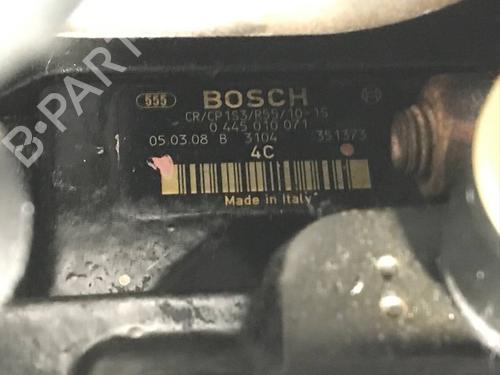 555 BOSCH
CR/CP1S3/R55/10-1S
0 445 010 071
05.03.08 B 3104 351373
4C
Made in Italy
B-PARTS